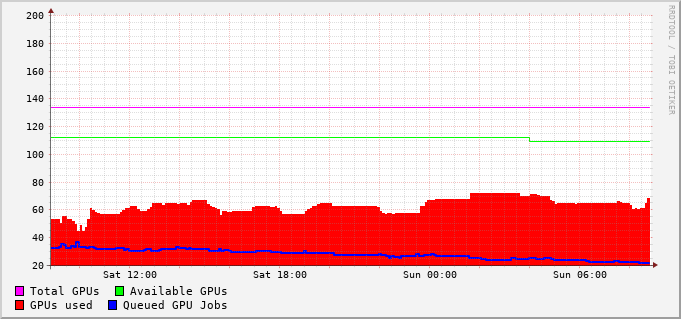 200
180
160
140
120
100
80
60
40
20
Sat 12:00 Sat 18:00 Sun 00:00 Sun 06:00
Total GPUs Available GPUs
GPUs used Queued GPU Jobs
RRDTOOL / TOBI OETIKER